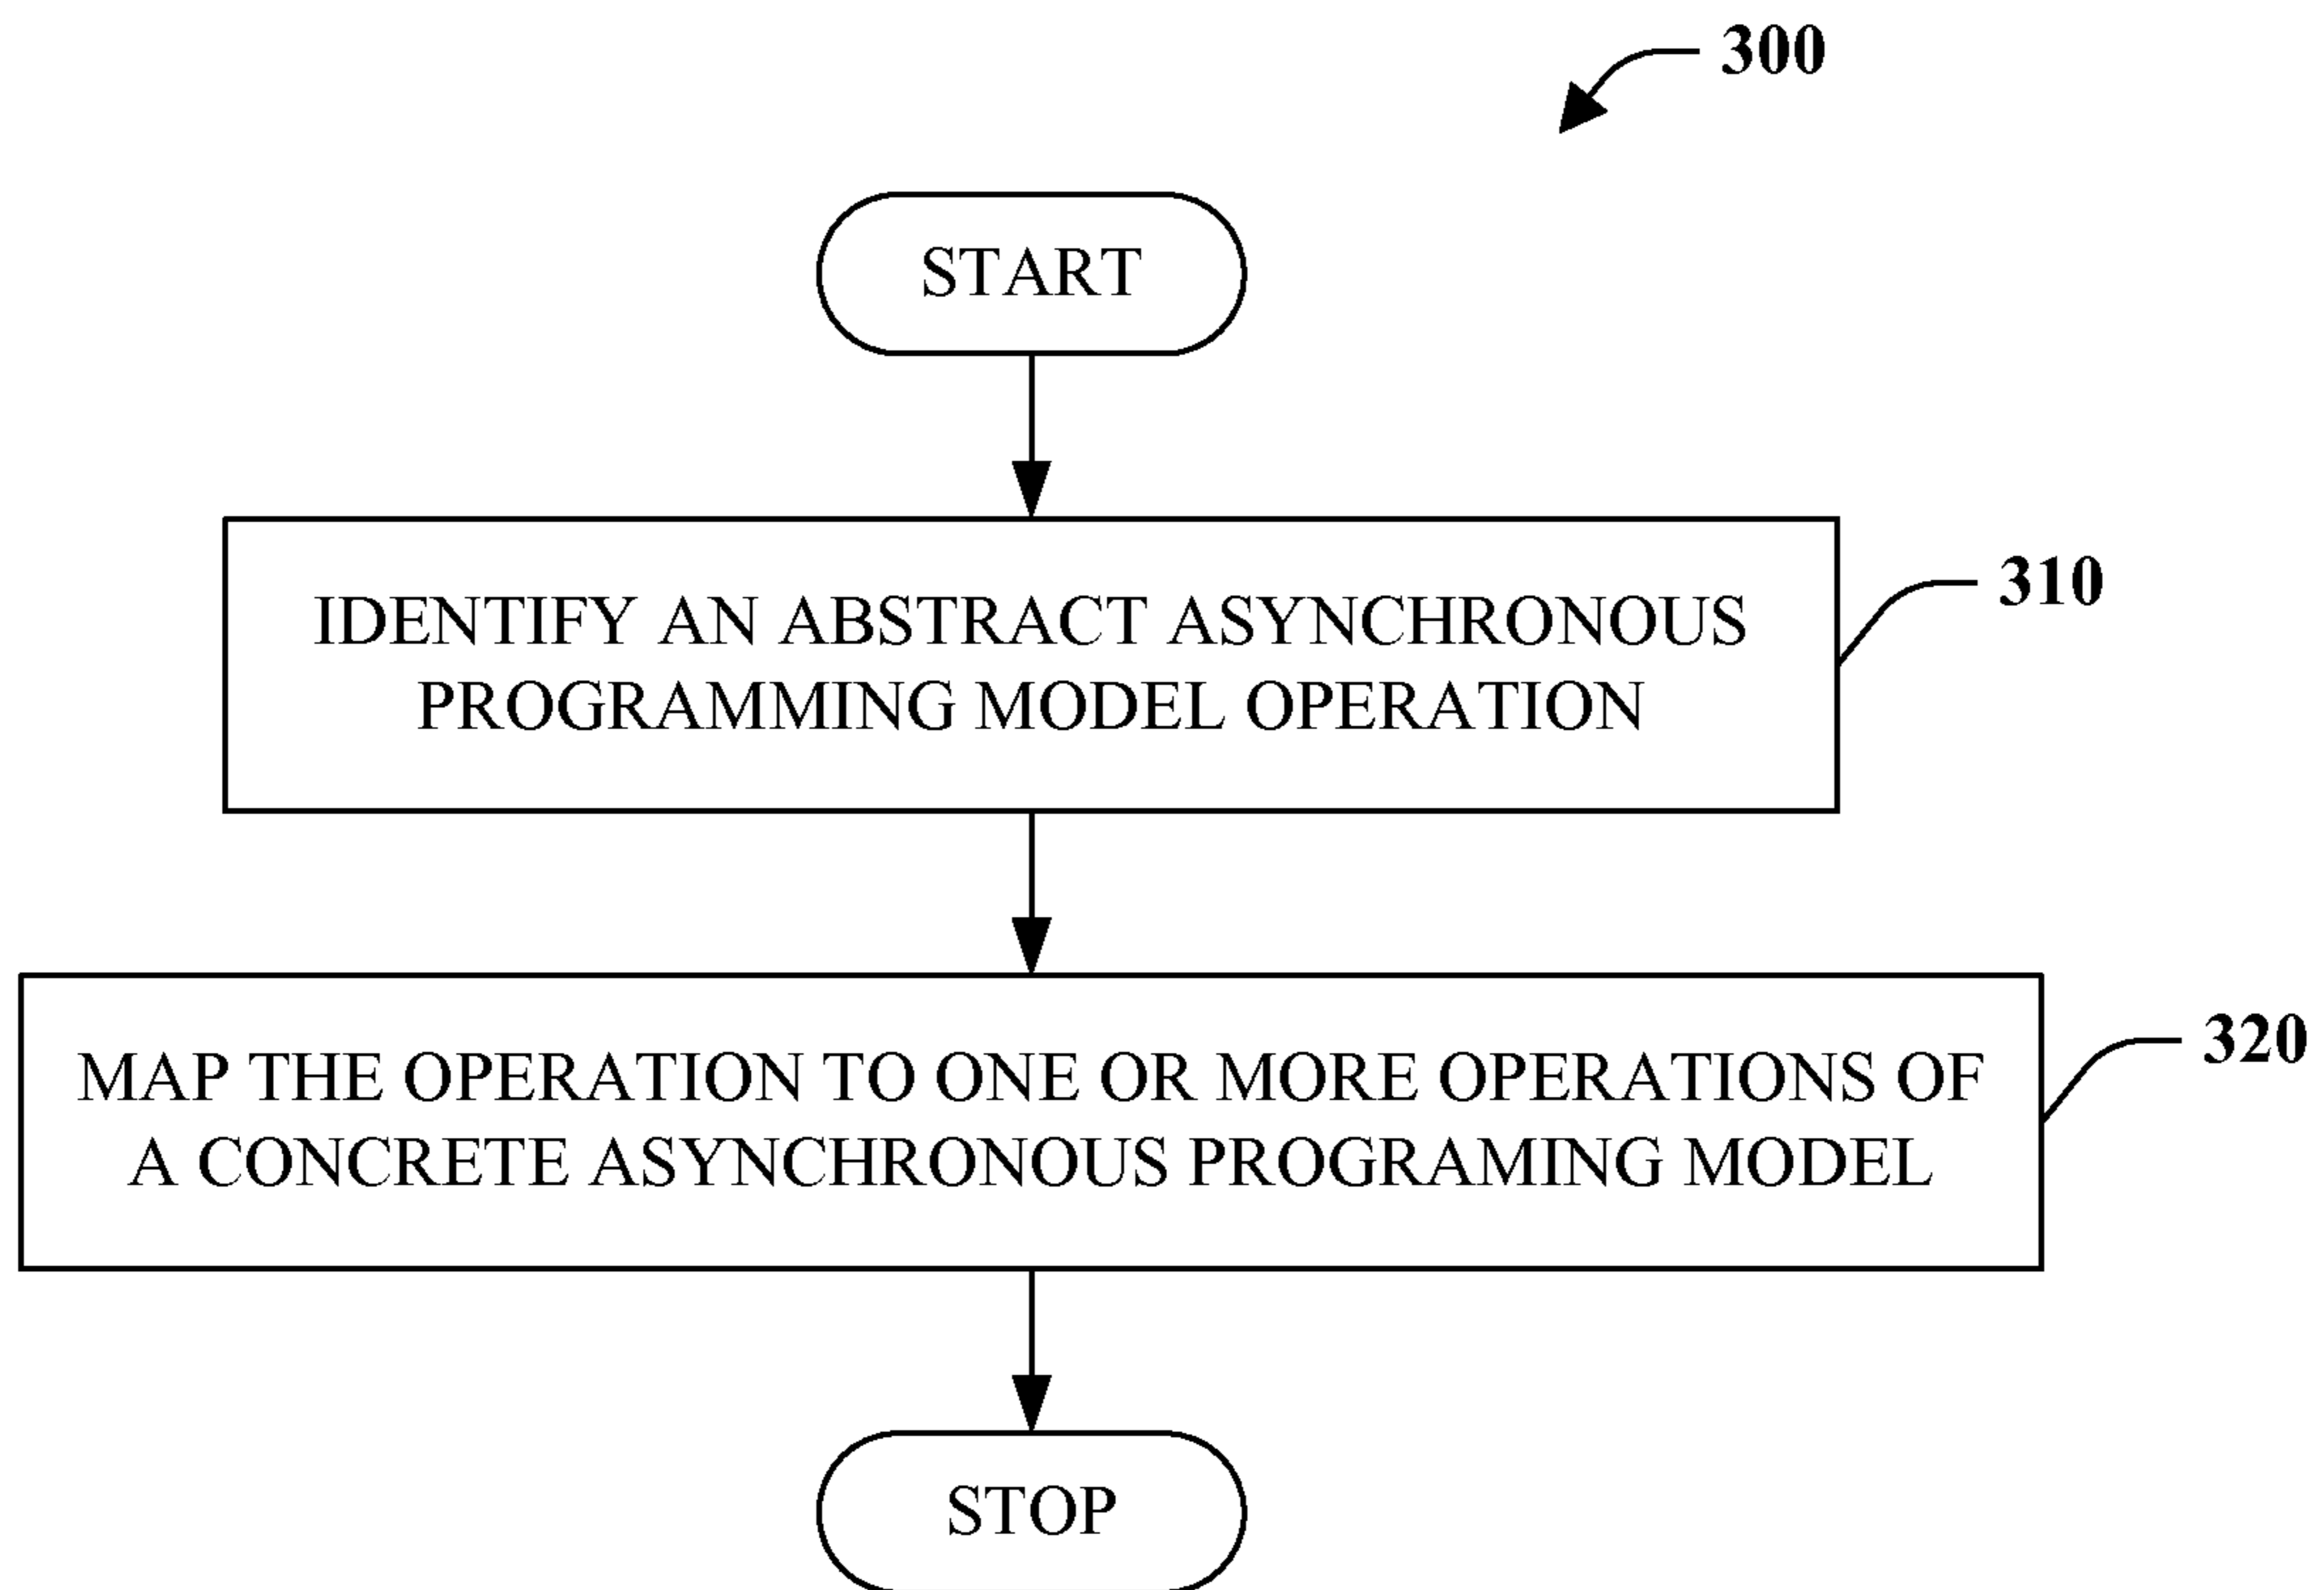 300
START
310
IDENTIFY AN ABSTRACT ASYNCHRONOUS
PROGRAMMING MODEL OPERATION
320
MAP THE OPERATION TO ONE OR MORE OPERATIONS OF
A CONCRETE ASYNCHRONOUS PROGRAMING MODEL
STOP